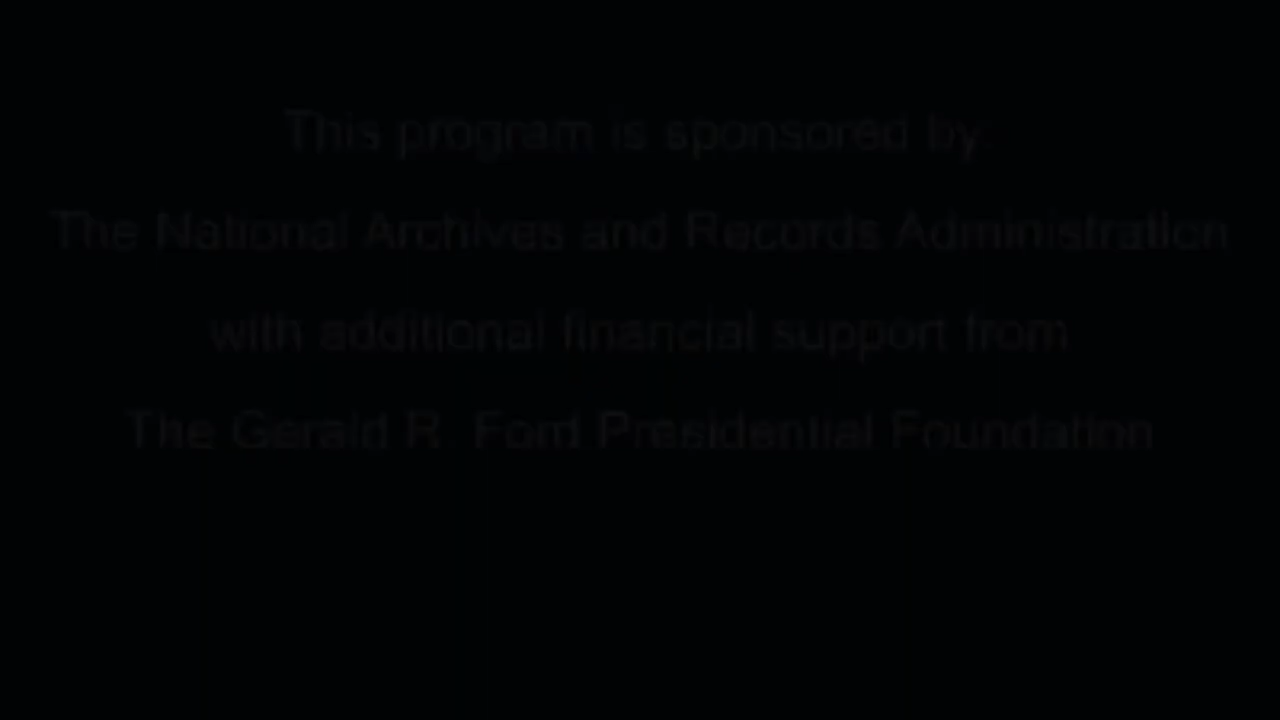 This program is sponsored by:
The National Archives and Records Administration
with additional financial support from
The Gerald R. Ford Presidential Foundation